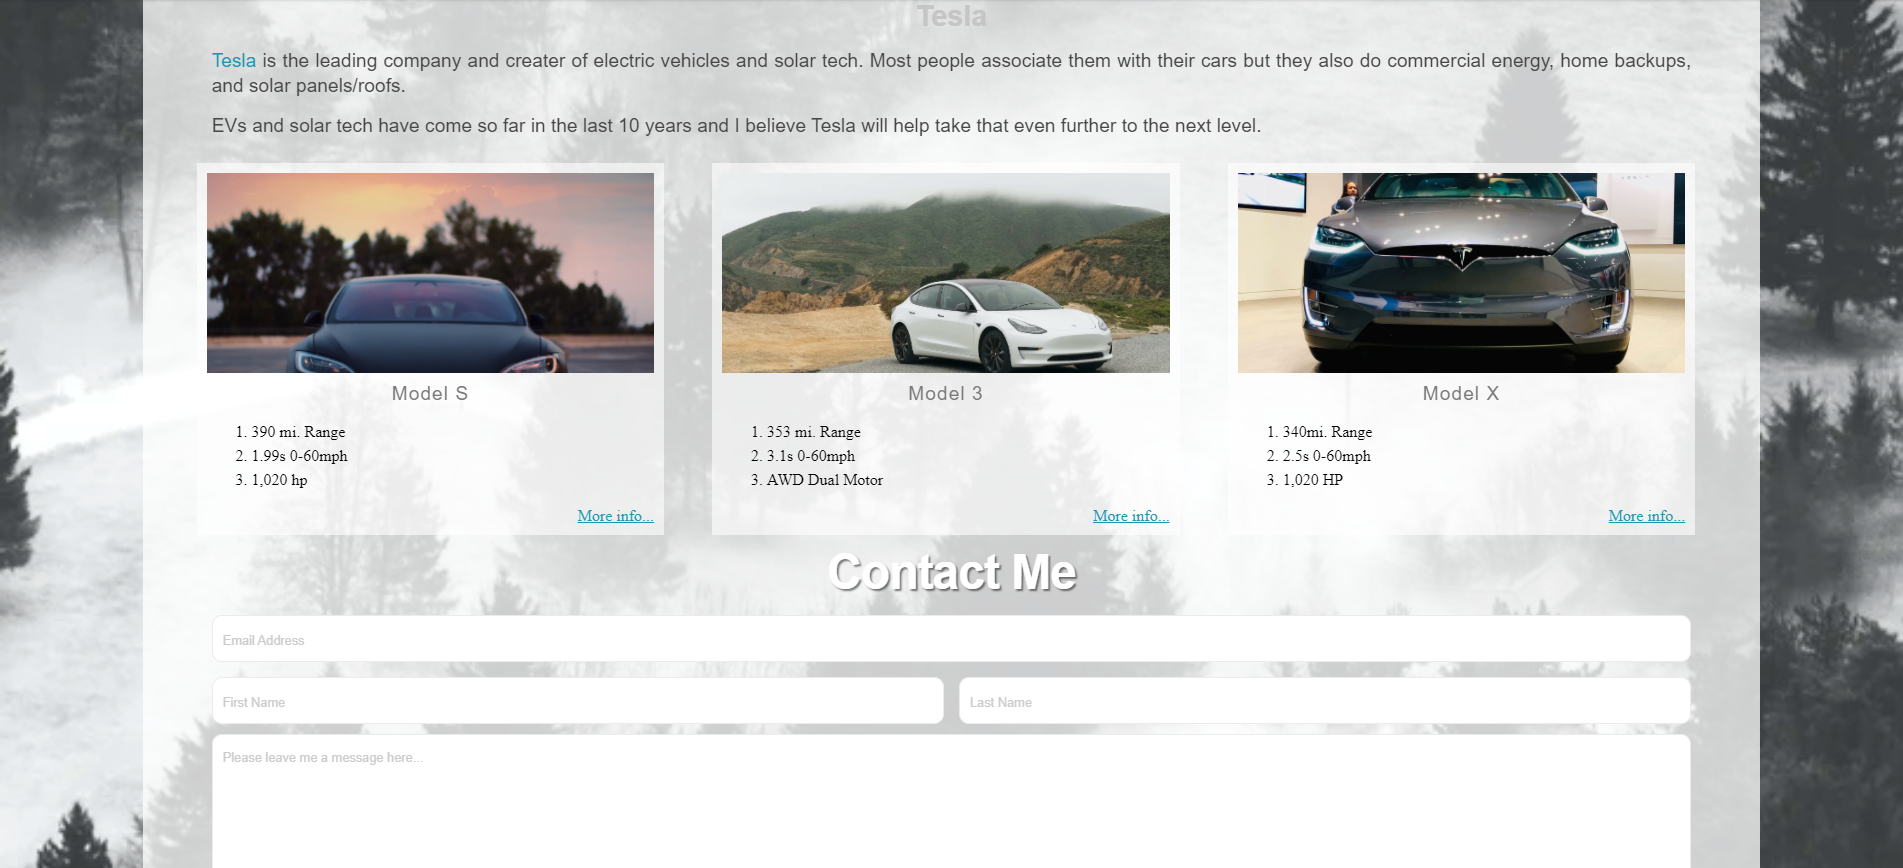 Tesla
Tesla is the leading company and creater of electric vehicles and solar tech. Most people associate them with their cars but they also do commercial energy, home backups,
and solar panels/roofs.
EVs and solar tech have come so far in the last 10 years and I believe Tesla will help take that even further to the next level.
Model S
1. 390 mi. Range
2. 1.99s 0-60mph
3. 1,020 hp
More info...
Model 3
1. 353 mi. Range
2. 3.1s 0-60mph
3. AWD Dual Motor
More info...
Model X
1. 340mi. Range
2. 2.5s 0-60mph
3. 1,020 HP
More info...
Contact Me
Email Address
First Name
Last Name
Please leave me a message here...